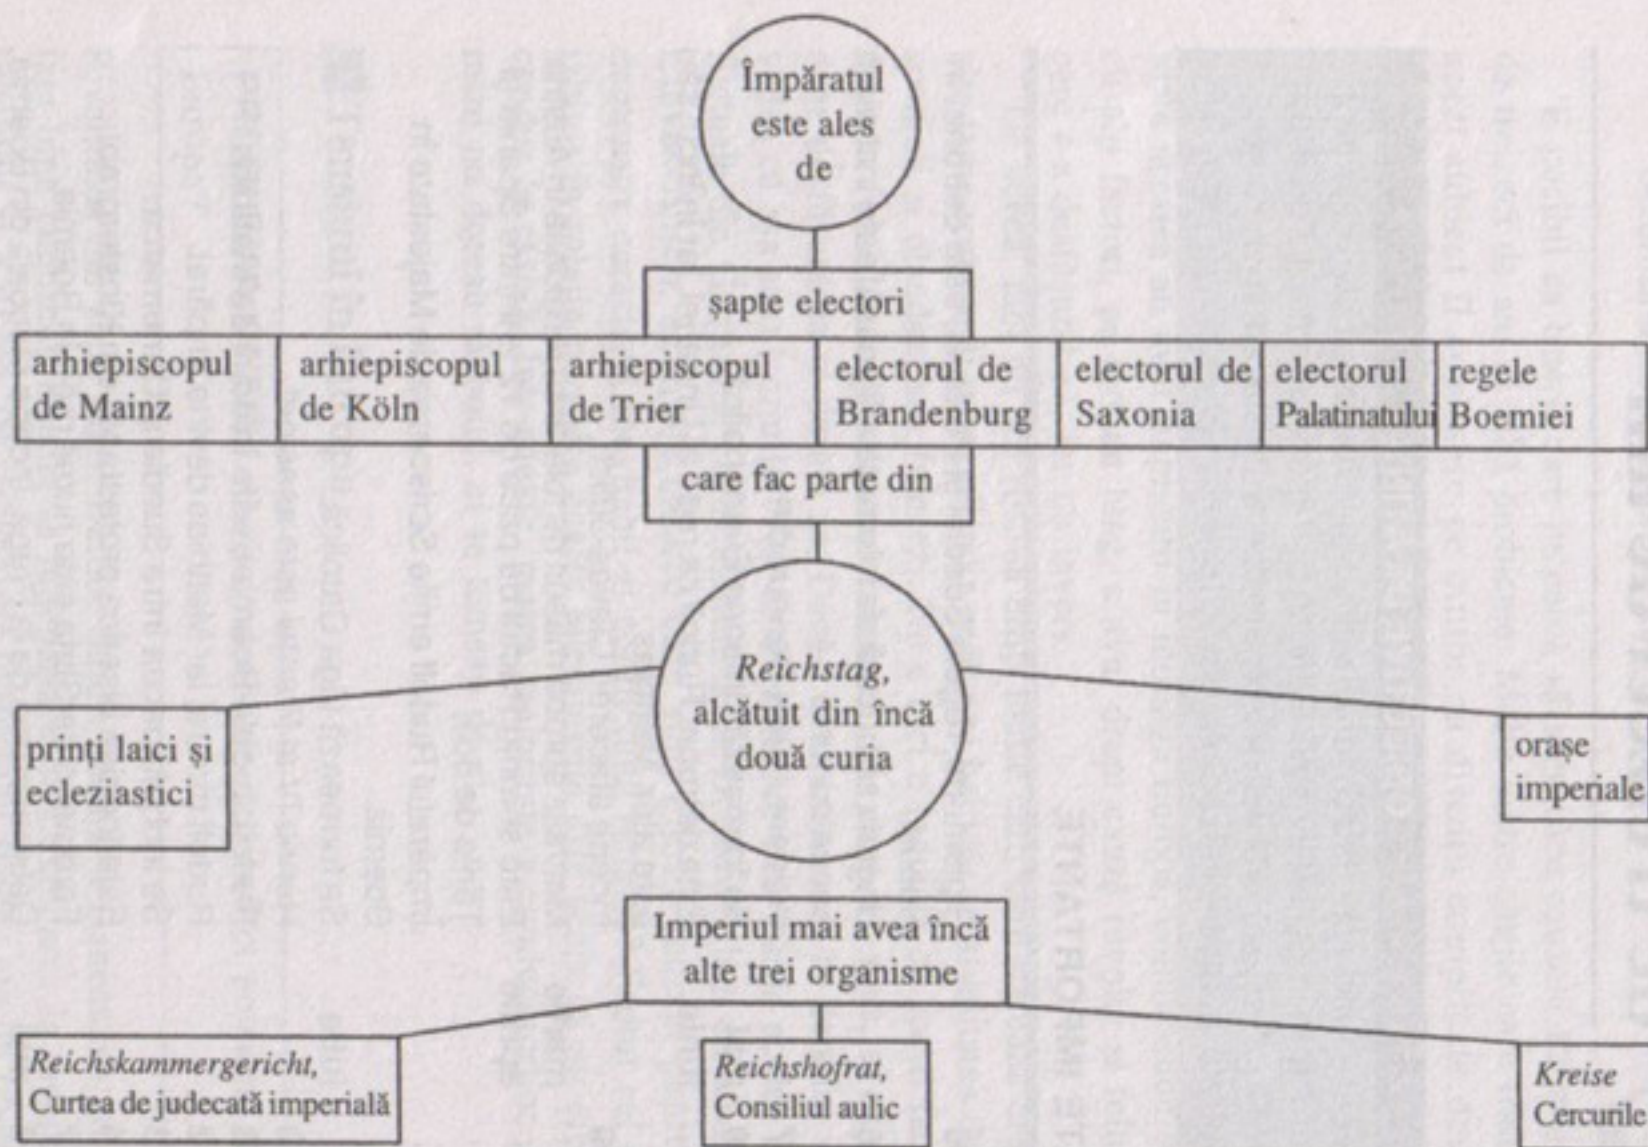 Împăratul
este ales
de
șapte electori
arhiepiscopul
de Mainz
arhiepiscopul
de Köln
arhiepiscopul
de Trier
electorul de
Brandenburg
electorul de
Saxonia
electorul
Palatinatului
regele
Boemiei
care fac parte din
Reichstag,
alcătuit din încă
două curia
prinți laici și
ecleziastici
orașe
imperiale
Imperiul mai avea încă
alte trei organisme
Reichskammergericht,
Curtea de judecată imperială
Reichshofrat,
Consiliul aulic
Kreise
Cercurile